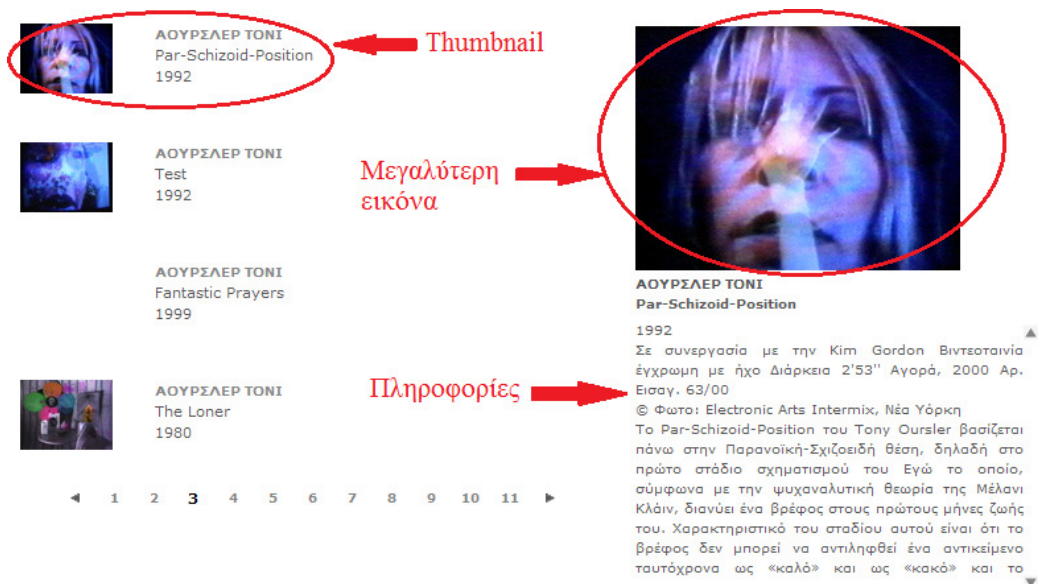 ΑΟΥΡΣΛΕΡ ΤΟΝΙ
Par-Schizoid-Position
1992
Thumbnail
ΑΟΥΡΣΛΕΡ ΤΟΝΙ
Test
1992
Μεγαλύτερη
εικόνα
ΑΟΥΡΣΛΕΡ ΤΟΝΙ
Fantastic Prayers
1999
ΑΟΥΡΣΛΕΡ ΤΟΝΙ
The Loner
1980
1 2 3 4 5 6 7 8 9 10 11
ΑΟΥΡΣΛΕΡ ΤΟΝΙ
Par-Schizoid-Position
1992
Πληροφορίες
Σε συνεργασία με την Kim Gordon Βιντεοταινία
έγχρωμη με ήχο Διάρκεια 2'53'' Αγορά, 2000 Αρ.
Εισαγ. 63/00
© Φωτο: Electronic Arts Intermix, Νέα Υόρκη
Το Par-Schizoid-Position του Tony Oursler βασίζεται
πάνω στην Παρανοϊκή-Σχιζοειδή θέση, δηλαδή στο
πρώτο στάδιο σχηματισμού του Εγώ το οποίο,
σύμφωνα με την ψυχαναλυτική θεωρία της Μέλανι
Κλάιν, διανύει ένα βρέφος στους πρώτους μήνες ζωής
του. Χαρακτηριστικό του σταδίου αυτού είναι ότι το
βρέφος δεν μπορεί να αντιληφθεί ένα αντικείμενο
ταυτόχρονα ως «καλό» και ως «κακό» και το